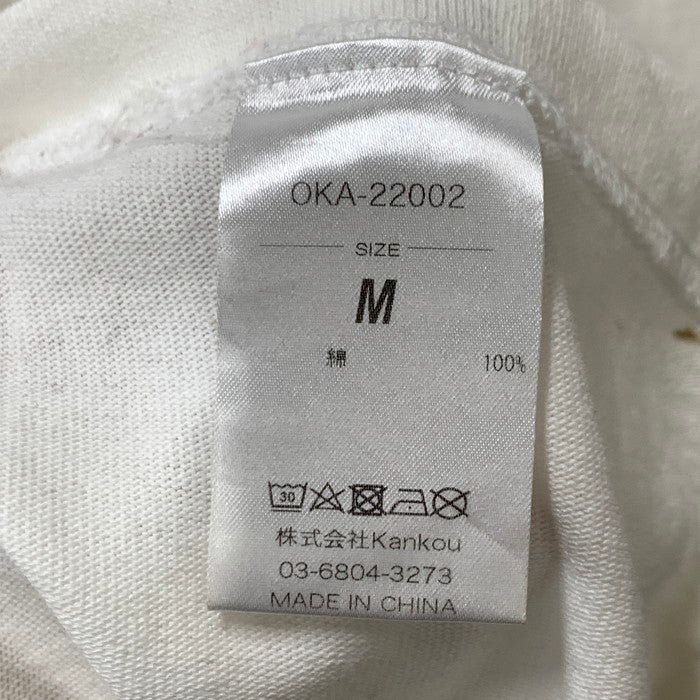 OKA-22002
SIZE
M
綿 100%
30
株式会社Kankou
03-6804-3273
MADE IN CHINA